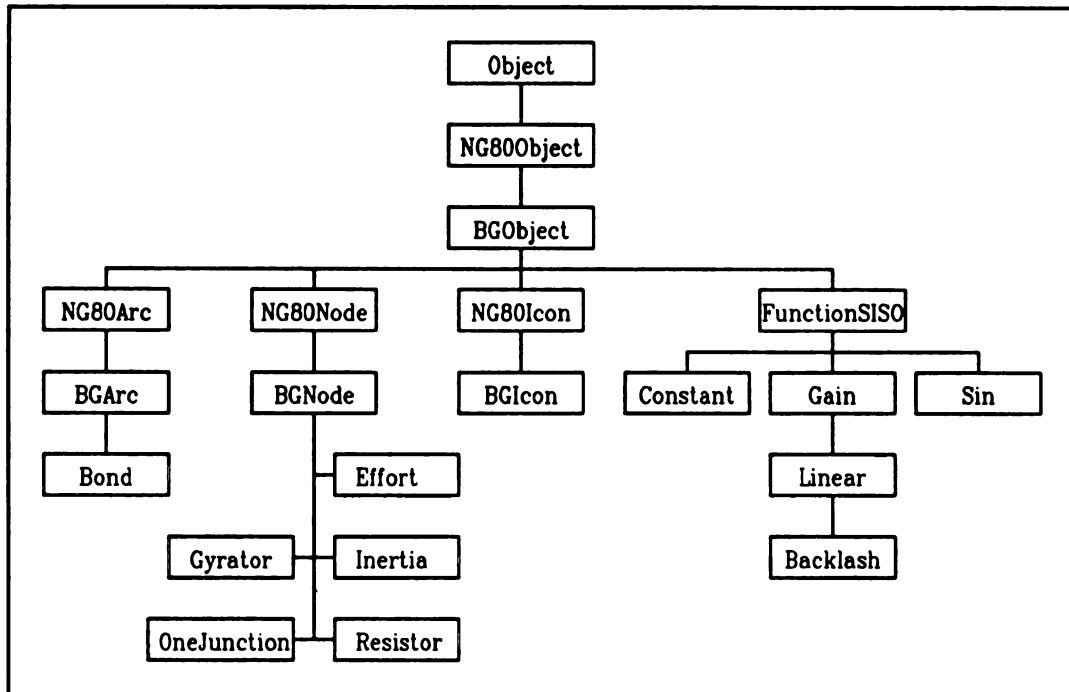 Object
NG80Object
BGObject
NG80Arc NG80Node NG80Icon FunctionSISO
BGArc BGNode BGIcon Constant Gain Sin
Bond Effort Linear
Gyrator Inertia Backlash
OneJunction Resistor